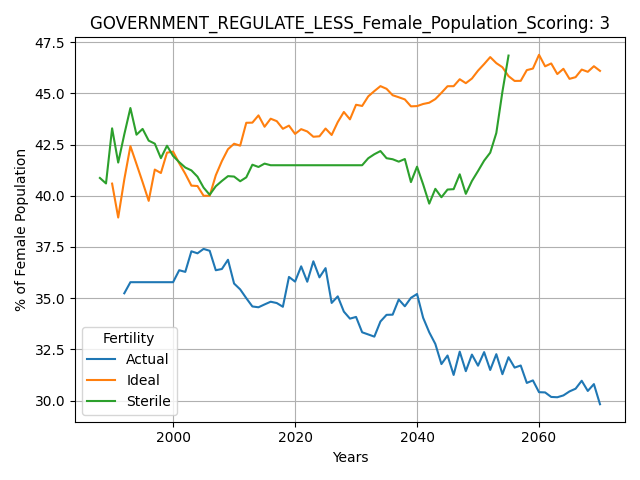 GOVERNMENT_REGULATE_LESS_Female_Population_Scoring: 3
47.5
45.0
42.5
40.0
37.5
35.0
32.5
30.0
% of Female Population
Fertility
Actual
Ideal
Sterile
2000 2020 2040 2060
Years